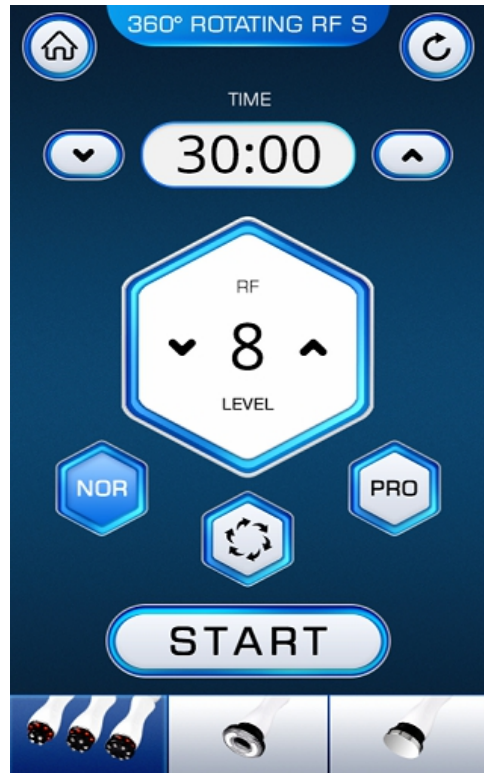 360° ROTATING RF S
TIME
30:00
RF
8
LEVEL
NOR
PRO
START